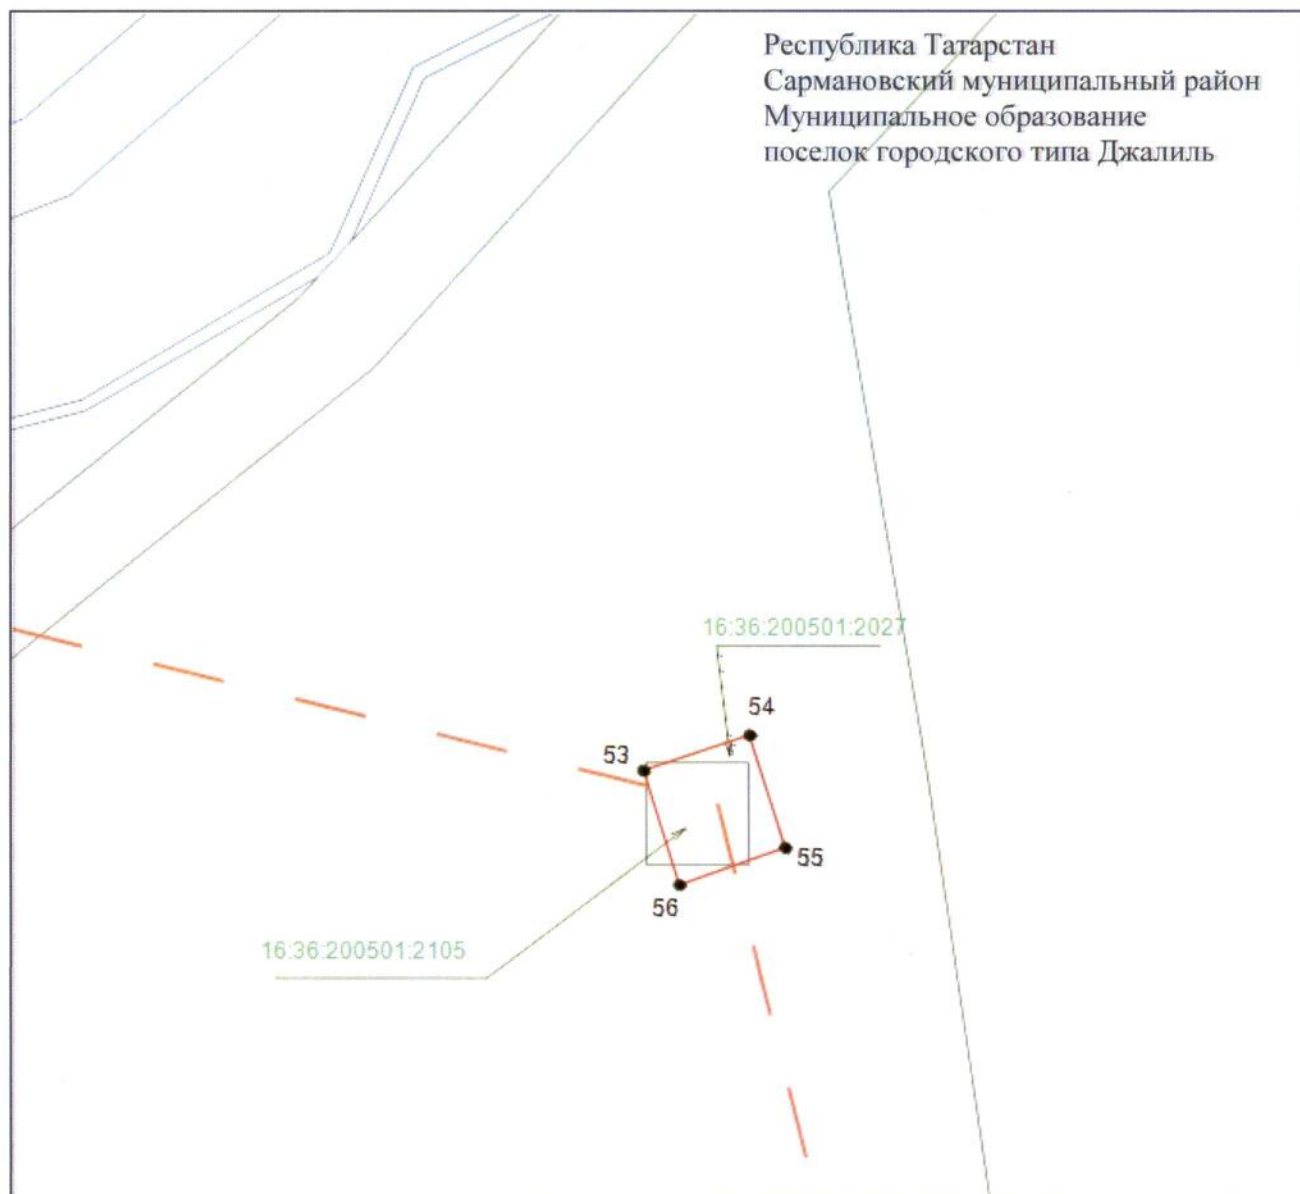 Республика Татарстан
Сармановский муниципальный район
Муниципальное образование
поселок городского типа Джалиль
16:36:200501:2027
54
53
55
56
16:36:200501:2105